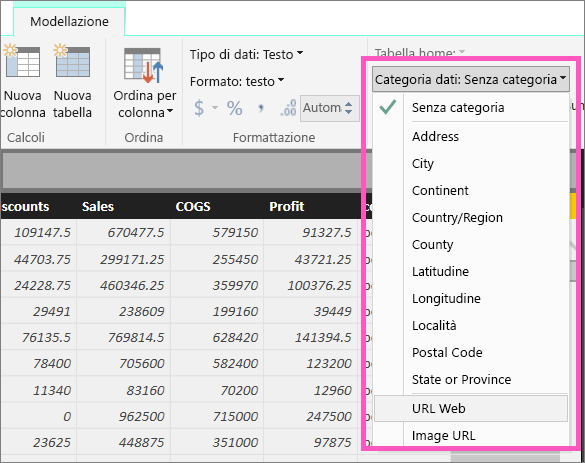 Modellazione
Nuova colonna
Nuova tabella
Calcoli
Ordina per colonna
Ordina
Tipo di dati: Testo
Formato: testo
$ % , .00 Autom
Formattazione
Tabella home:
Categoria dati: Senza categoria
Senza categoria
Address
City
Continent
Country/Region
County
Latitudine
Longitudine
Località
Postal Code
State or Province
URL Web
Image URL
scounts Sales COGS Profit
109147.5 670477.5 579150 91327.5
44703.75 299171.25 255450 43721.25
24228.75 460346.25 359970 100376.25
29491 238609 199160 39449
76135.5 769814.5 628420 141394.5
78400 705600 582400 123200
11340 83160 70200 12960
0 962500 715000 247500
23625 448875 351000 97875